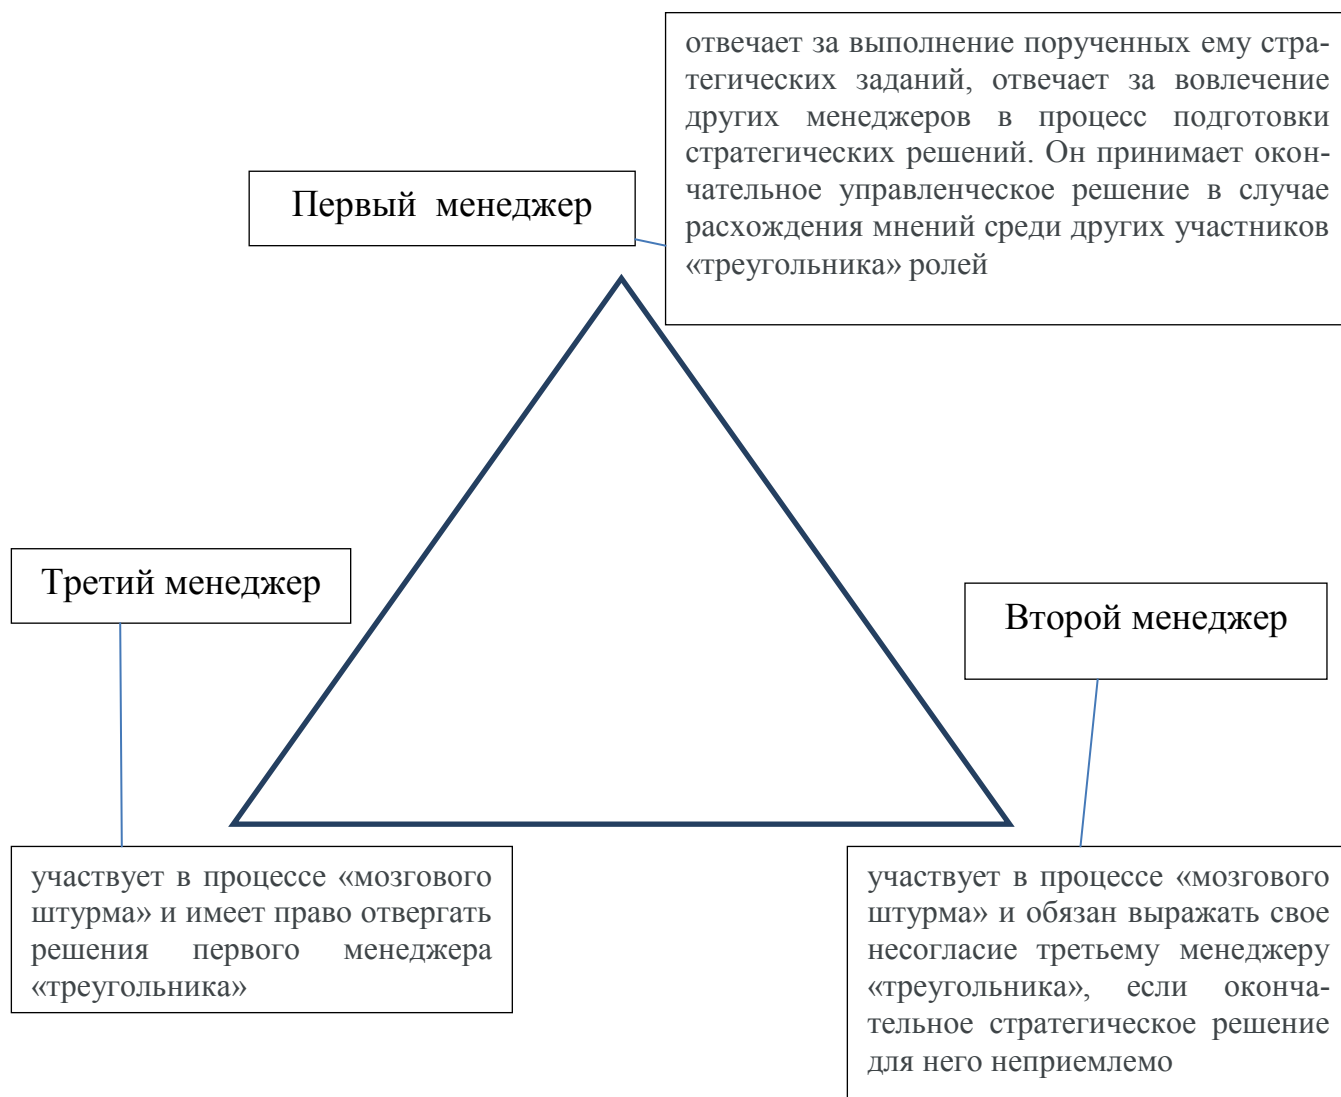 отвечает за выполнение порученных ему стра-
тегических заданий, отвечает за вовлечение
других менеджеров в процесс подготовки
стратегических решений. Он принимает окон-
чательное управленческое решение в случае
расхождения мнений среди других участников
«треугольника» ролей
Первый менеджер
Третий менеджер
Второй менеджер
участвует в процессе «мозгового
штурма» и имеет право отвергать
решения первого менеджера
«треугольника»
участвует в процессе «мозгового
штурма» и обязан выражать свое
несогласие третьему менеджеру
«треугольника», если оконча-
тельное стратегическое решение
для него неприемлемо